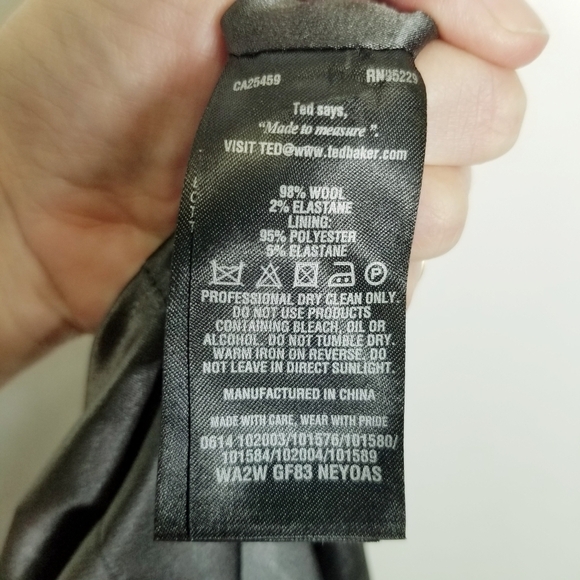 CA25459 RN95229
Ted says,
"Made to measure".
VISIT TED@www.tedbaker.com
98% WOOL
2% ELASTANE
LINING:
95% POLYESTER
5% ELASTANE
P
PROFESSIONAL DRY CLEAN ONLY.
DO NOT USE PRODUCTS
CONTAINING BLEACH, OIL OR
ALCOHOL. DO NOT TUMBLE DRY.
WARM IRON ON REVERSE. DO
NOT LEAVE IN DIRECT SUNLIGHT.
MANUFACTURED IN CHINA
MADE WITH CARE, WEAR WITH PRIDE
0614 102003/101576/101580/
101584/102004/101589
WA2W GF83 NEYOAS